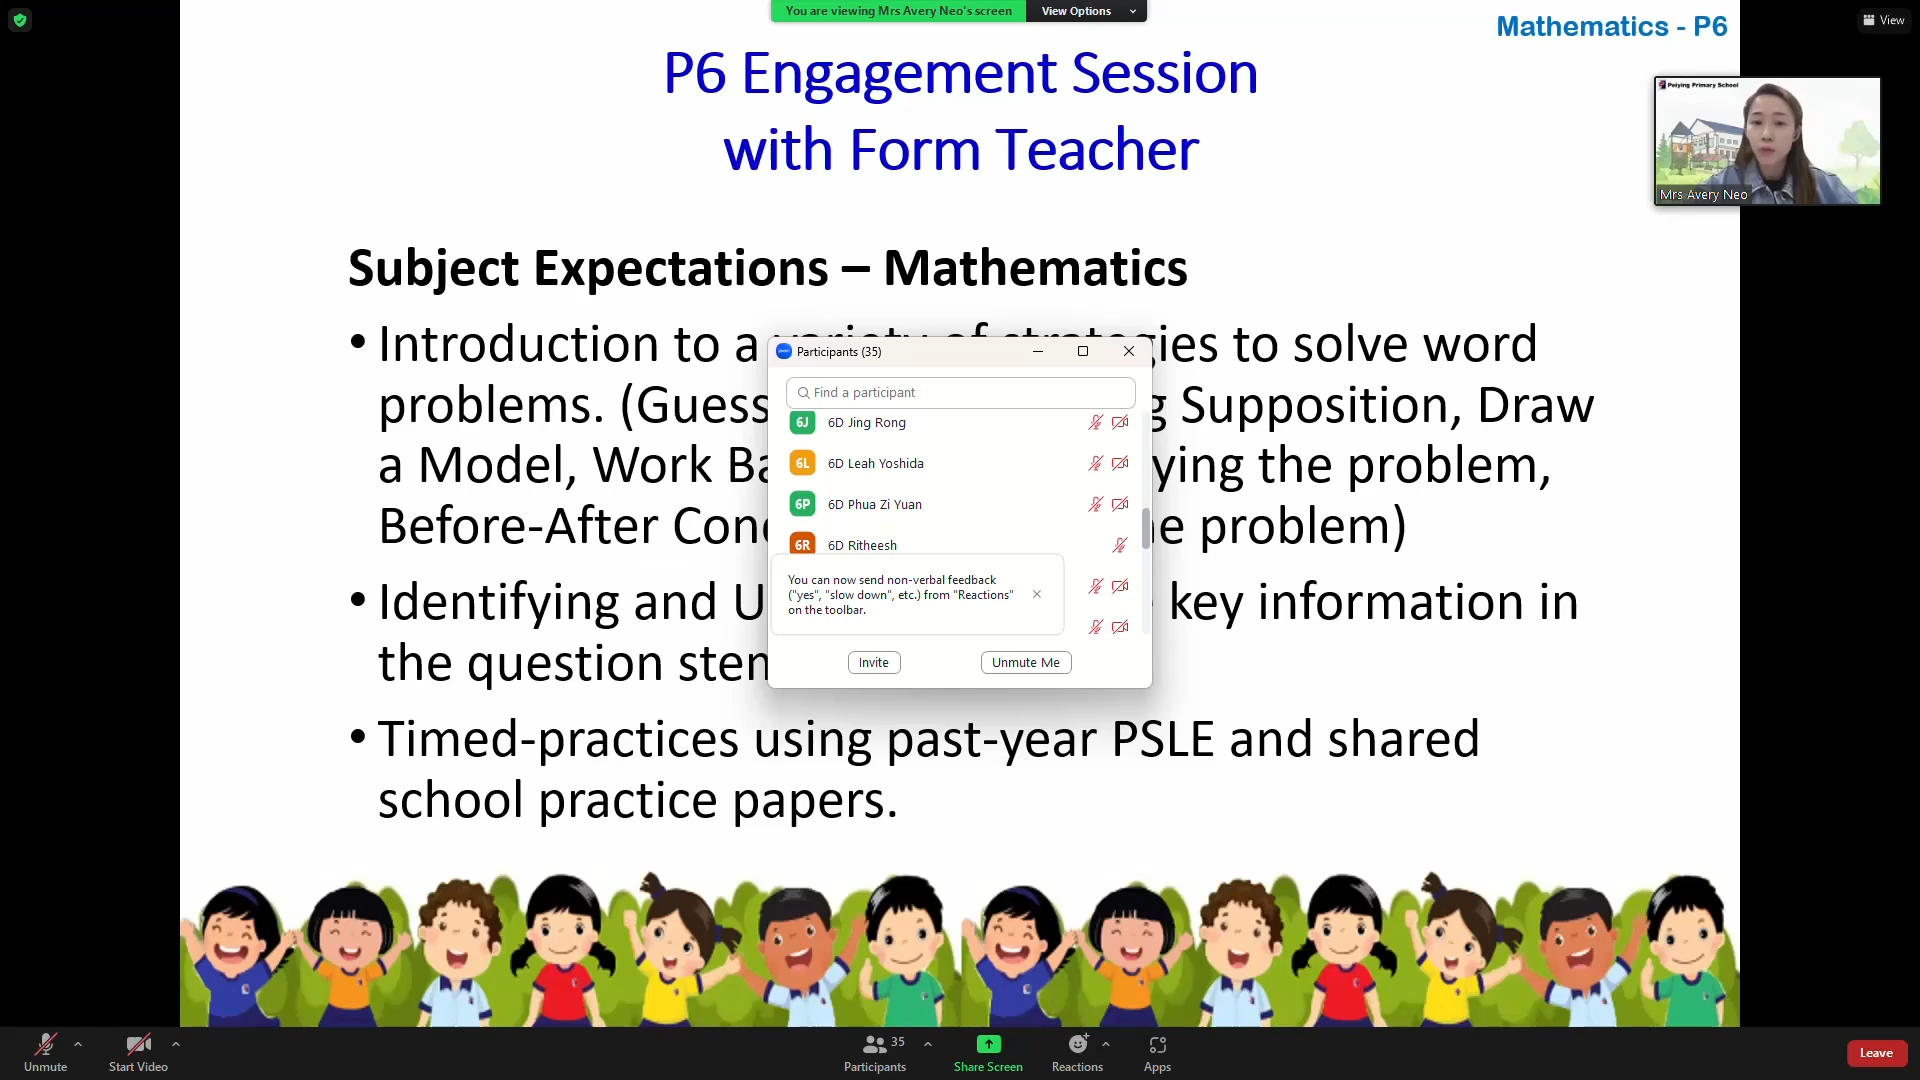 You are viewing Mrs Avery Neo's screen
View Options
View
Mathematics - P6
P6 Engagement Session
with Form Teacher
Peiying Primary School
Mrs Avery Neo
Subject Expectations – Mathematics
• Introduction to a variety of strategies to solve word
problems. (Guess Supposition, Draw
a Model, Work ying the problem,
Before-After problem)
• Identifying and key information in
the question
• Timed-practices using past-year PSLE and shared
school practice papers.
Participants (35)
Find a participant
6J 6D Jing Rong
6L 6D Leah Yoshida
6P 6D Phua Zi Yuan
6R 6D Ritheesh
You can now send non-verbal feedback
("yes", "slow down", etc.) from "Reactions"
on the toolbar.
Invite
Unmute Me
Unmute
Start Video
35
Participants
Share Screen
Reactions
Apps
Leave